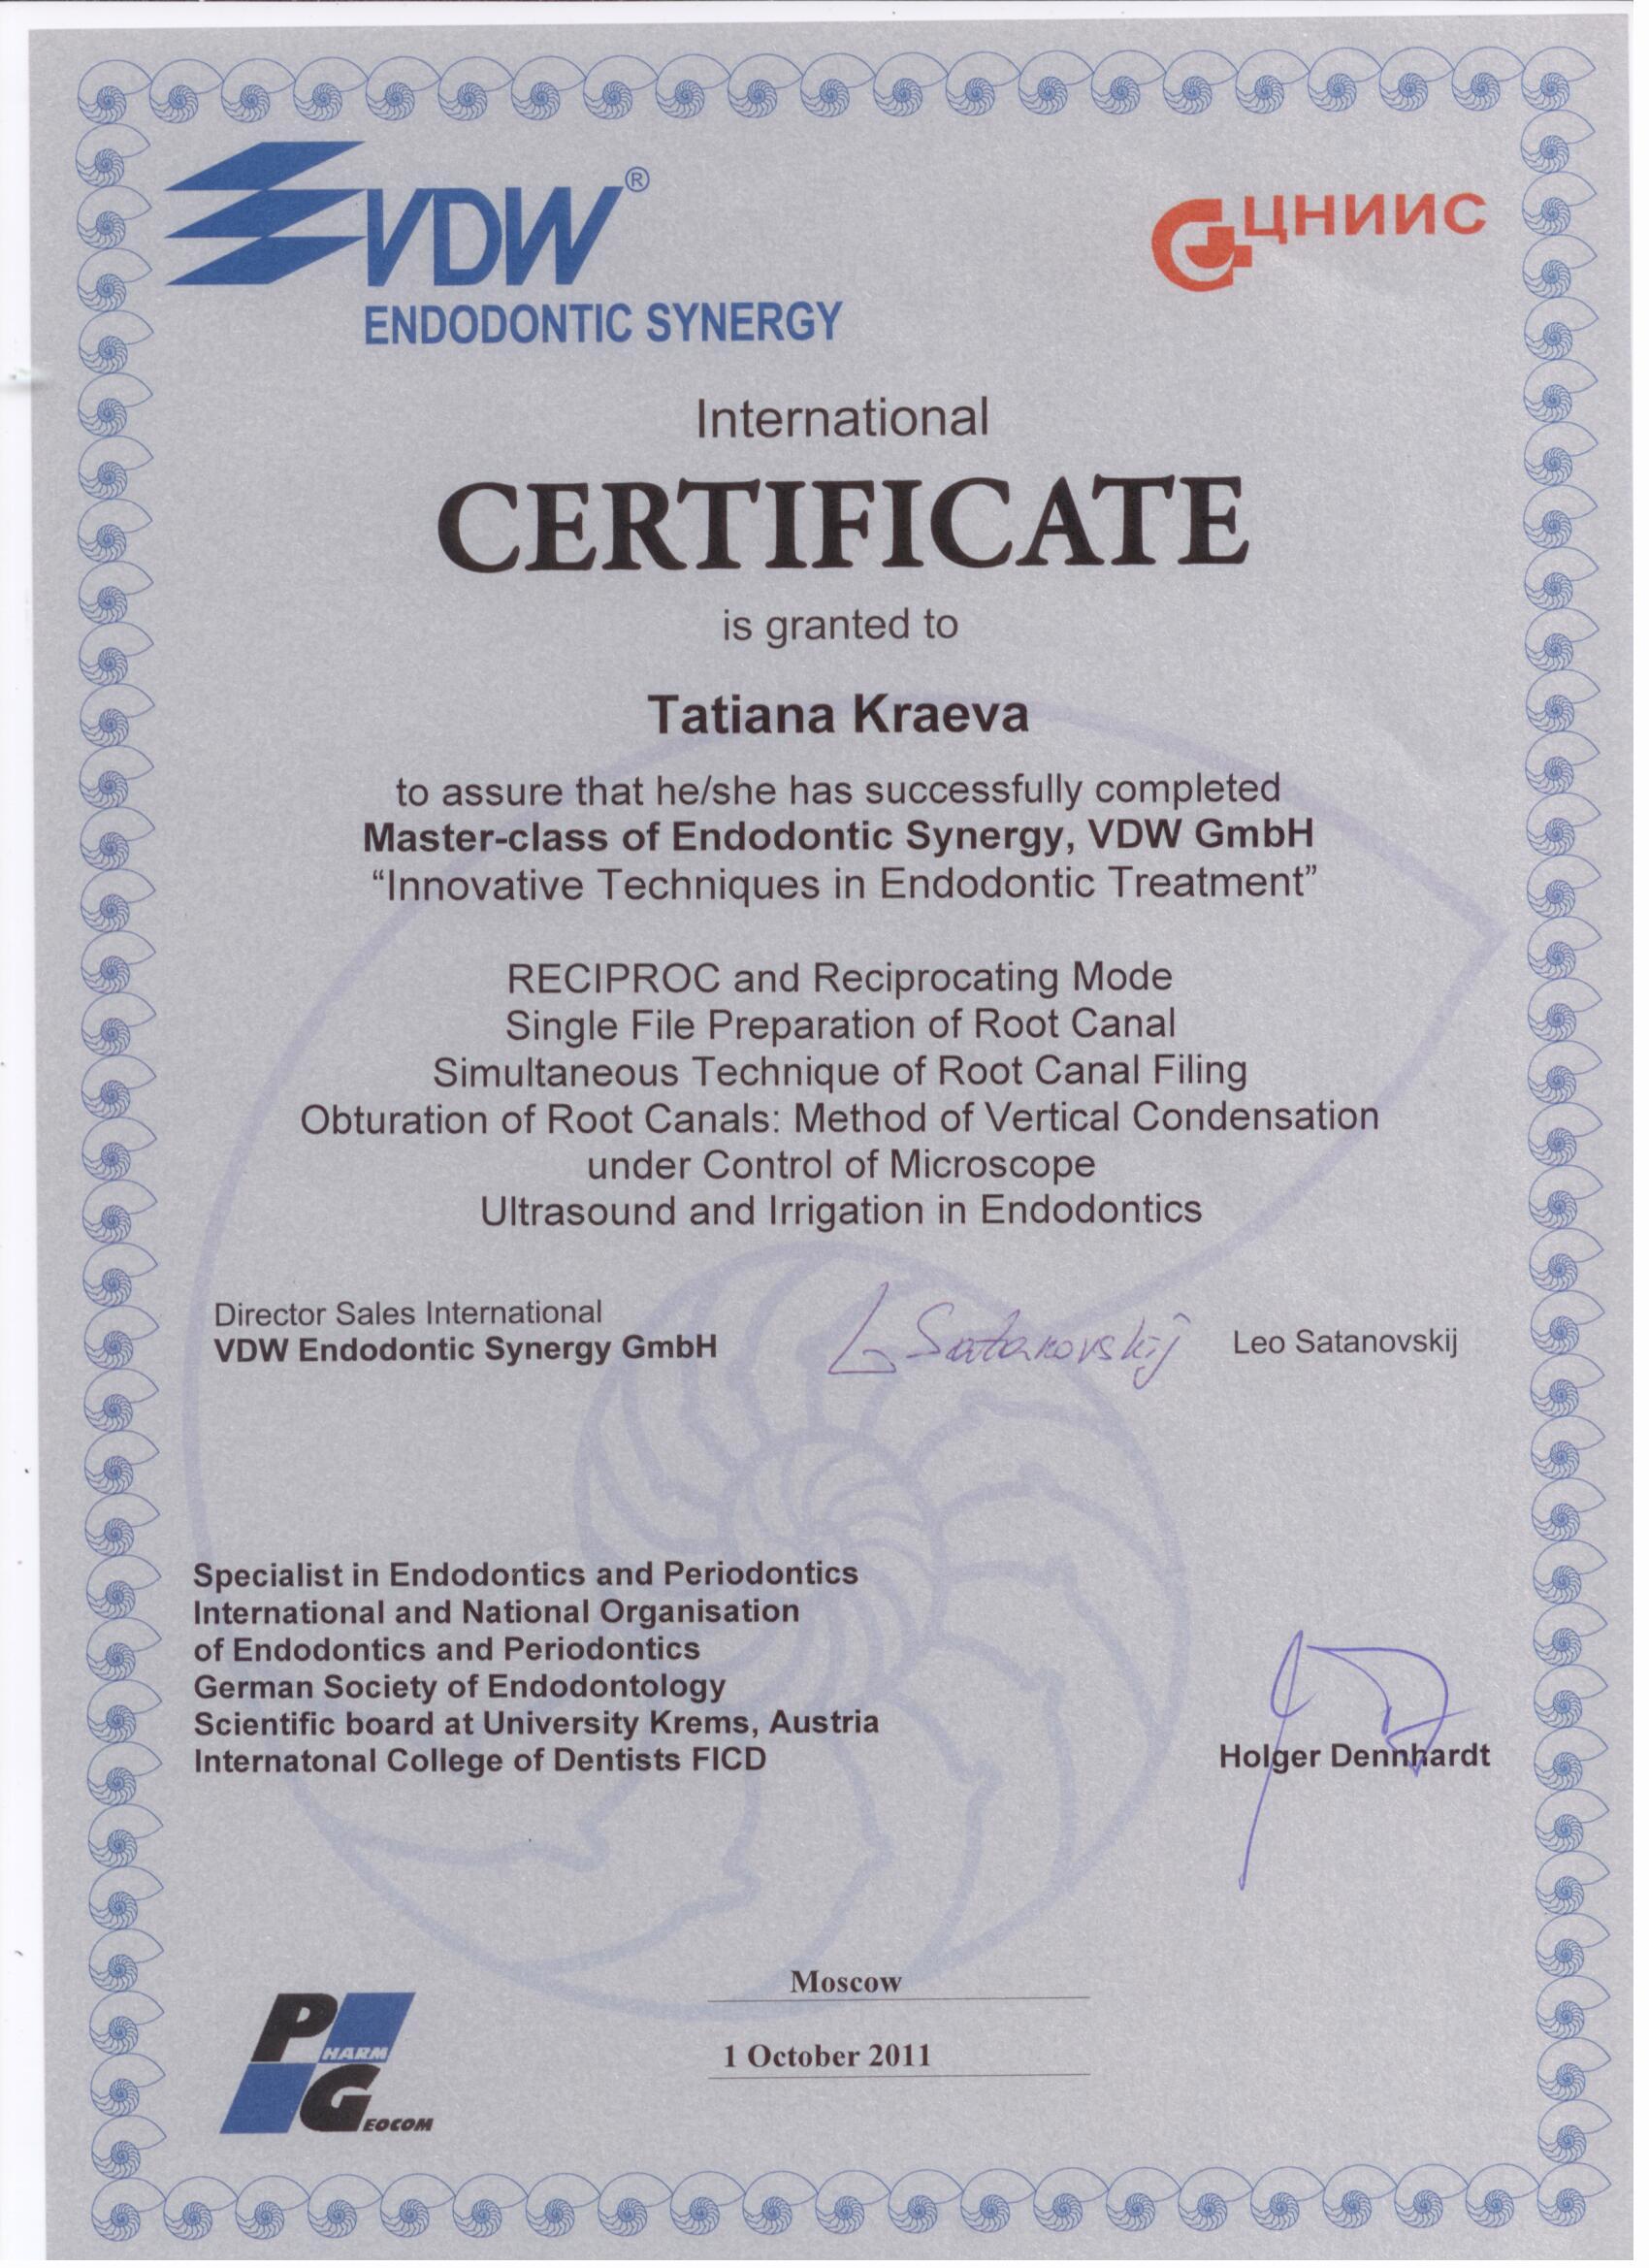 VDW®
ENDODONTIC SYNERGY
ЦНИИС
International
CERTIFICATE
is granted to
Tatiana Kraeva
to assure that he/she has successfully completed
Master-class of Endodontic Synergy, VDW GmbH
“Innovative Techniques in Endodontic Treatment”
RECIPROC and Reciprocating Mode
Single File Preparation of Root Canal
Simultaneous Technique of Root Canal Filing
Obturation of Root Canals: Method of Vertical Condensation
under Control of Microscope
Ultrasound and Irrigation in Endodontics
Director Sales International
VDW Endodontic Synergy GmbH
L Satanovskij
Leo Satanovskij
Specialist in Endodontics and Periodontics
International and National Organisation
of Endodontics and Periodontics
German Society of Endodontology
Scientific board at University Krems, Austria
Internatonal College of Dentists FICD
Holger Dennhardt
Moscow
1 October 2011
PHARM
GEOCOM